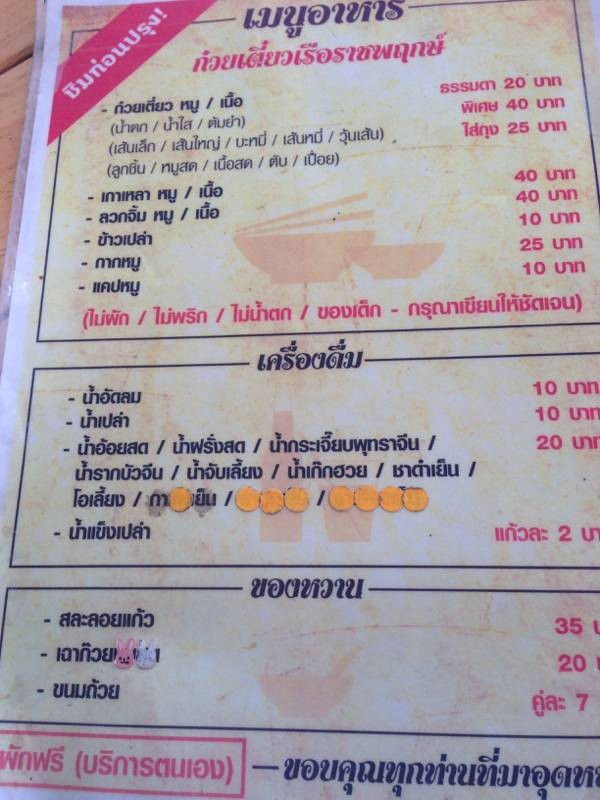 ชิมก่อนปรุง!
เมนูอาหาร
ก๋วยเตี๋ยวเรือราชพฤกษ์
- ก๋วยเตี๋ยว หมู / เนื้อ ธรรมดา 20 บาท
(น้ำตก / น้ำใส / ต้มยำ) พิเศษ 40 บาท
(เส้นเล็ก / เส้นใหญ่ / บะหมี่ / เส้นหมี่ / วุ้นเส้น) ใส่ถุง 25 บาท
(ลูกชิ้น / หมูสด / เนื้อสด / ตับ / เปื่อย)
- เกาเหลา หมู / เนื้อ 40 บาท
- ลวกจิ้ม หมู / เนื้อ 40 บาท
- ข้าวเปล่า 10 บาท
- กากหมู 25 บาท
- แคปหมู 10 บาท
(ไม่ผัก / ไม่พริก / ไม่น้ำตก / ของเด็ก - กรุณาเขียนให้ชัดเจน)
เครื่องดื่ม
- น้ำอัดลม 10 บาท
- น้ำเปล่า 10 บาท
- น้ำอ้อยสด / น้ำฝรั่งสด / น้ำกระเจี๊ยบพุทราจีน / 20 บาท
น้ำรากบัวจีน / น้ำจับเลี้ยง / น้ำเก๊กฮวย / ชาดำเย็น /
โอเลี้ยง / / /
- น้ำแข็งเปล่า แก้วละ 2 บา
ของหวาน
- สละลอยแก้ว 35 บ
- เฉาก๊วย 20 บ
- ขนมถ้วย คู่ละ 7
ผักฟรี (บริการตนเอง) ขอบคุณทุกท่านที่มาอุดห